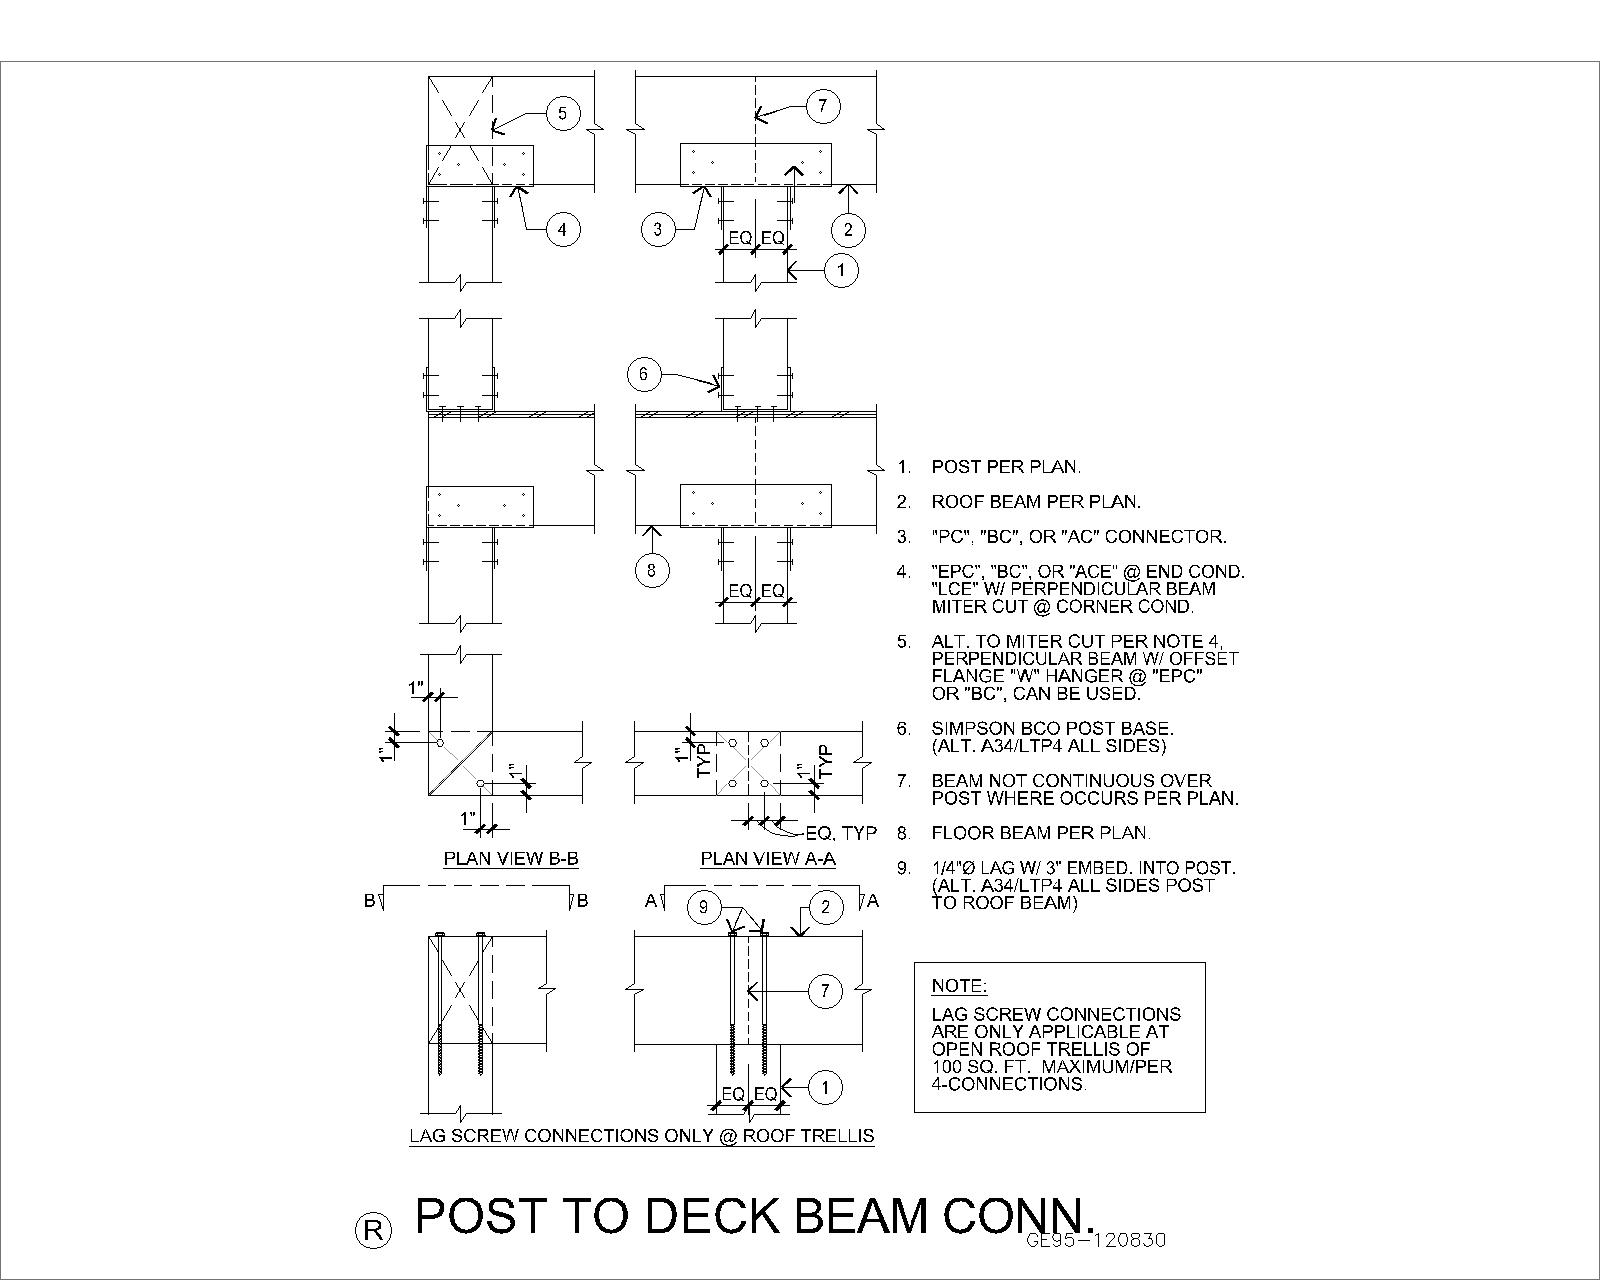 5
7
4
3
2
EQ EQ
1
6
8
EQ EQ
1. POST PER PLAN.
2. ROOF BEAM PER PLAN.
3. "PC", "BC", OR "AC" CONNECTOR.
4. "EPC", "BC", OR "ACE" @ END COND.
"LCE" W/ PERPENDICULAR BEAM
MITER CUT @ CORNER COND.
5. ALT. TO MITER CUT PER NOTE 4,
PERPENDICULAR BEAM W/ OFFSET
FLANGE "W" HANGER @ "EPC"
OR "BC", CAN BE USED.
6. SIMPSON BCO POST BASE.
(ALT. A34/LTP4 ALL SIDES)
7. BEAM NOT CONTINUOUS OVER
POST WHERE OCCURS PER PLAN.
8. FLOOR BEAM PER PLAN.
9. 1/4"Ø LAG W/ 3" EMBED. INTO POST.
(ALT. A34/LTP4 ALL SIDES POST
TO ROOF BEAM)
1"
1"
1"
1"
1"
TYP
1"
TYP
EQ, TYP
PLAN VIEW B-B
PLAN VIEW A-A
B B
A A
9
2
7
EQ EQ
1
LAG SCREW CONNECTIONS ONLY @ ROOF TRELLIS
NOTE:
LAG SCREW CONNECTIONS
ARE ONLY APPLICABLE AT
OPEN ROOF TRELLIS OF
100 SQ. FT. MAXIMUM/PER
4-CONNECTIONS.
R POST TO DECK BEAM CONN.
GE95-120830